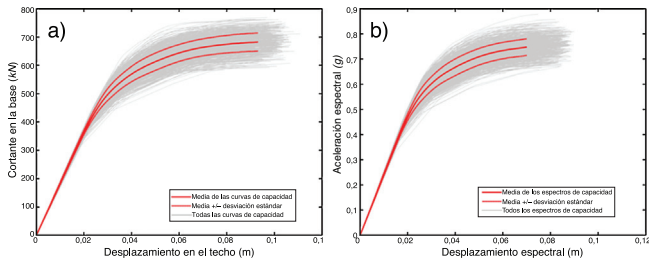 a)
800
700
600
500
400
300
200
100
0
Cortante en la base (kN)
0
0,02
0,04
0,06
0,08
0,1
0,1
Desplazamiento en el techo (m)
Media de las curvas de capacidad
Media +/− desviación estándar
Todas las curvas de capacidad
b)
0,9
0,8
0,7
0,6
0,5
0,4
0,3
0,2
0,1
0
Aceleración espectral (g)
0
0,02
0,04
0,06
0,08
0,1
0,12
Desplazamiento espectral (m)
Media de los espectros de capacidad
Media +/− desviación estándar
Todos los espectros de capacidad